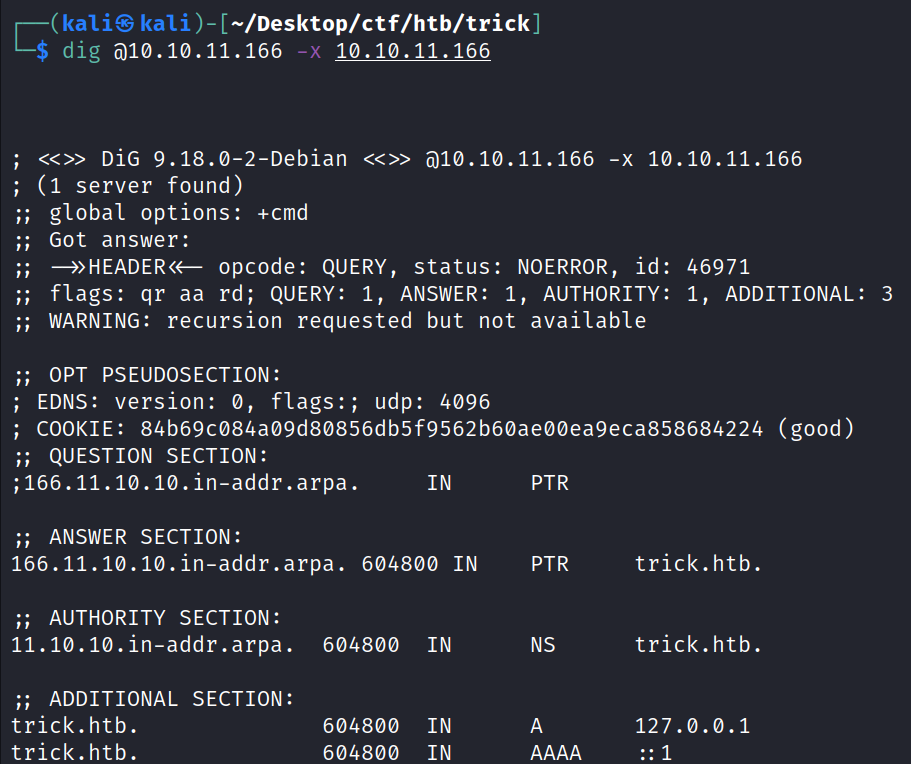 ┌──(kali㉿kali)-[~/Desktop/ctf/htb/trick]
└─$ dig @10.10.11.166 -x 10.10.11.166
; <<>> DiG 9.18.0-2-Debian <<>> @10.10.11.166 -x 10.10.11.166
; (1 server found)
;; global options: +cmd
;; Got answer:
;; ->>HEADER<<- opcode: QUERY, status: NOERROR, id: 46971
;; flags: qr aa rd; QUERY: 1, ANSWER: 1, AUTHORITY: 1, ADDITIONAL: 3
;; WARNING: recursion requested but not available
;; OPT PSEUDOSECTION:
; EDNS: version: 0, flags:; udp: 4096
; COOKIE: 84b69c084a09d80856db5f9562b60ae00ea9eca858684224 (good)
;; QUESTION SECTION:
;166.11.10.10.in-addr.arpa. IN PTR
;; ANSWER SECTION:
166.11.10.10.in-addr.arpa. 604800 IN PTR trick.htb.
;; AUTHORITY SECTION:
11.10.10.in-addr.arpa. 604800 IN NS trick.htb.
;; ADDITIONAL SECTION:
trick.htb. 604800 IN A 127.0.0.1
trick.htb. 604800 IN AAAA ::1